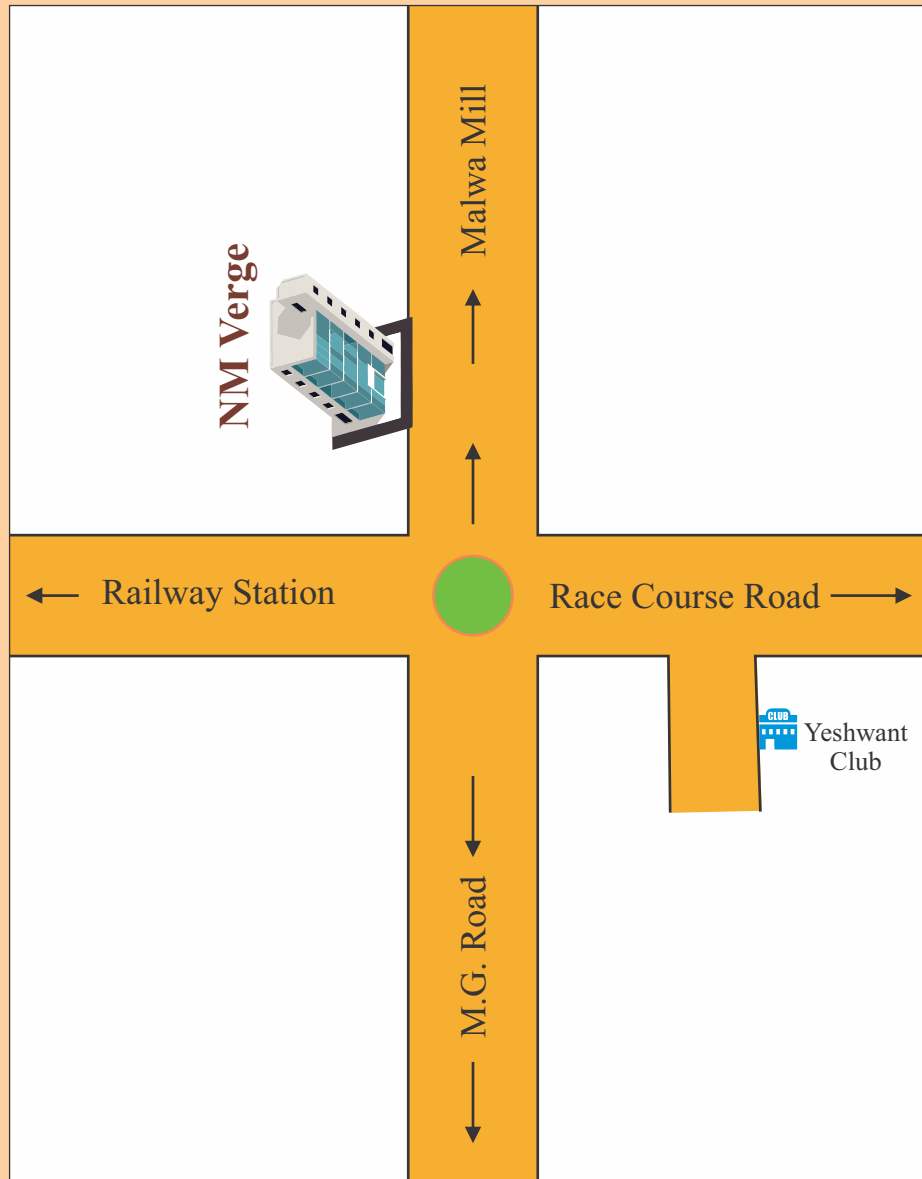 Malwa Mill
NM Verge
Railway Station
Race Course Road
CLUB
Yeshwant
Club
M.G. Road